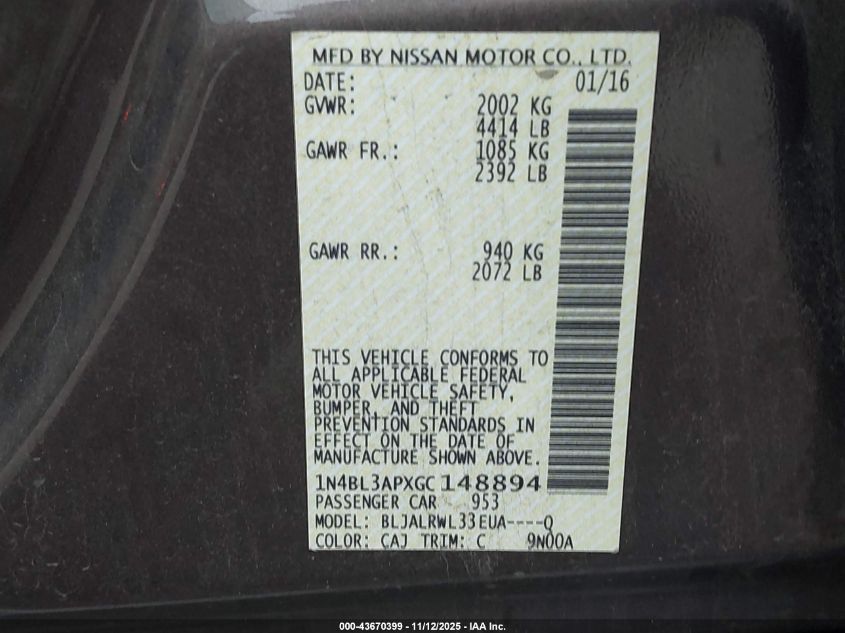 MFD BY NISSAN MOTOR CO., LTD.
DATE: 01/16
GVWR: 2002 KG
4414 LB
GAWR FR.: 1085 KG
2392 LB
GAWR RR.: 940 KG
2072 LB
THIS VEHICLE CONFORMS TO
ALL APPLICABLE FEDERAL
MOTOR VEHICLE SAFETY,
BUMPER, AND THEFT
PREVENTION STANDARDS IN
EFFECT ON THE DATE OF
MANUFACTURE SHOWN ABOVE.
1N4BL3APXGC148894
PASSENGER CAR 953
MODEL: BLJALRWL33EUA----Q
COLOR: CAJ TRIM: C 9N00A
000-43670399 - 11/12/2025 - IAA Inc.